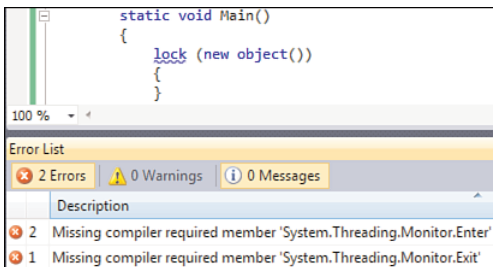 static void Main()
{
lock (new object())
{
}
100 %
Error List
2 Errors 0 Warnings 0 Messages
Description
2 Missing compiler required member 'System.Threading.Monitor.Enter'
1 Missing compiler required member 'System.Threading.Monitor.Exit'